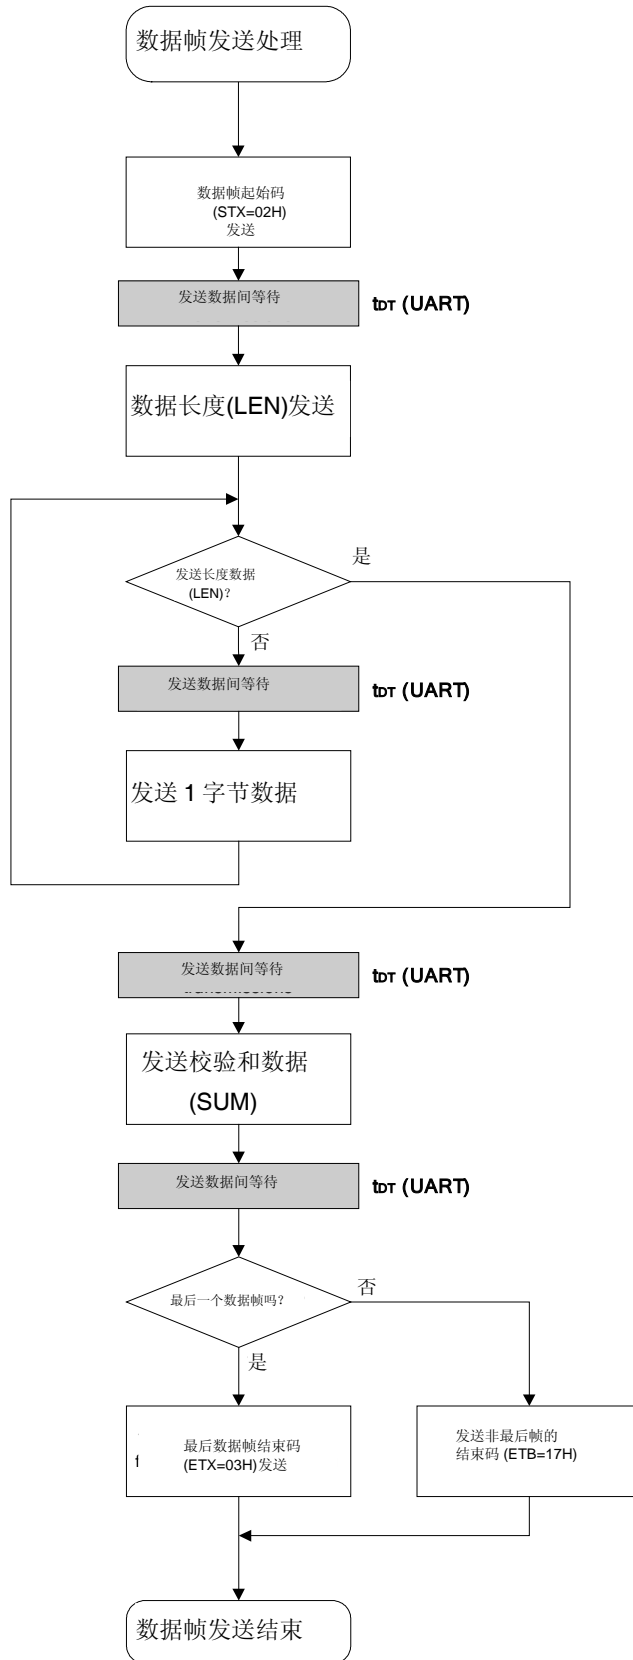 数据帧发送处理
数据帧起始码
(STX=02H)
发送
发送数据间等待
tDT (UART)
数据长度(LEN)发送
发送长度数据
(LEN)?
是
否
发送数据间等待
tDT (UART)
发送 1 字节数据
发送数据间等待
tDT (UART)
发送校验和数据
(SUM)
发送数据间等待
tDT (UART)
最后一个数据帧吗?
否
是
最后数据帧结束码
(ETX=03H)发送
发送非最后帧的
结束码 (ETB=17H)
数据帧发送结束